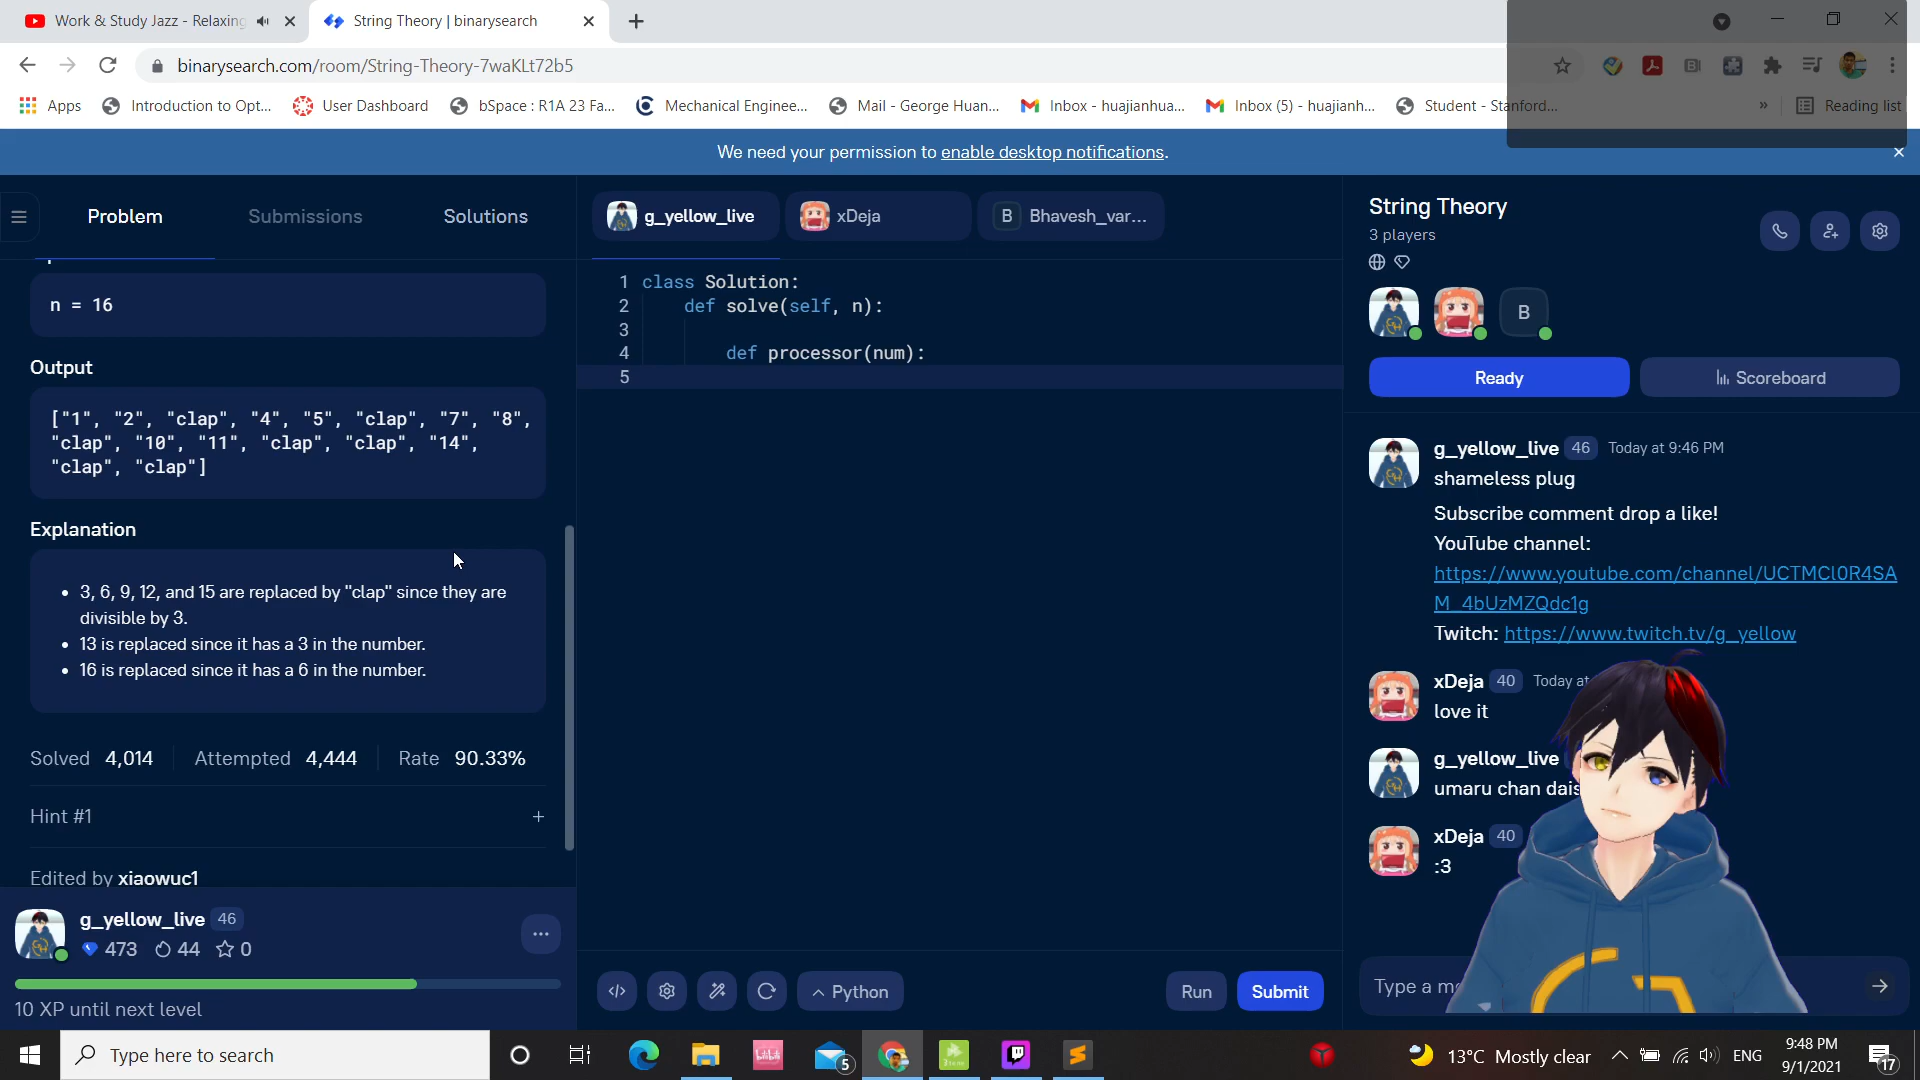 Work & Study Jazz - Relaxing
String Theory | binarysearch
binarysearch.com/room/String-Theory-7waKLt72b5
Apps
Introduction to Opt...
User Dashboard
bSpace : R1A 23 Fa...
Mechanical Enginee...
Mail - George Huan...
Inbox - huajianhua...
Inbox (5) - huajianh...
Student - Stanford...
»
Reading list
We need your permission to enable desktop notifications.
Problem
Submissions
Solutions
n = 16
Output
["1", "2", "clap", "4", "5", "clap", "7", "8",
"clap", "10", "11", "clap", "clap", "14",
"clap", "clap"]
Explanation
• 3, 6, 9, 12, and 15 are replaced by "clap" since they are
divisible by 3.
• 13 is replaced since it has a 3 in the number.
• 16 is replaced since it has a 6 in the number.
Solved 4,014
Attempted 4,444
Rate 90.33%
Hint #1 +
Edited by xiaowuc1
g_yellow_live 46
473 44 0
10 XP until next level
g_yellow_live
xDeja
B Bhavesh_var...
1 class Solution:
2 def solve(self, n):
3
4 def processor(num):
5
Python
Run
Submit
String Theory
3 players
B
Ready
Scoreboard
g_yellow_live 46 Today at 9:46 PM
shameless plug
Subscribe comment drop a like!
YouTube channel:
https://www.youtube.com/channel/UCTMCl0R4SA
M_4bUzMZQdc1g
Twitch: https://www.twitch.tv/g_yellow
xDeja 40 Today at
love it
g_yellow_live
umaru chan dais
xDeja 40
:3
Type a me
Type here to search
5
13°C Mostly clear
ENG
9:48 PM
9/1/2021
17